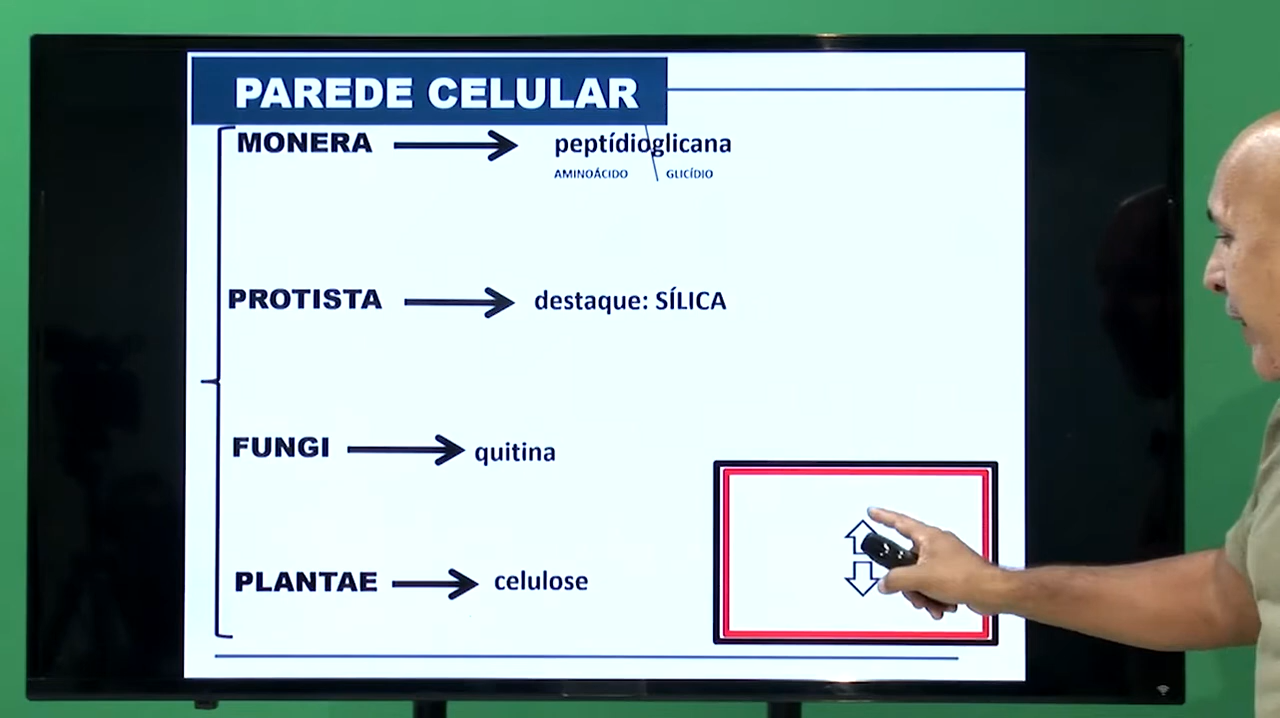 PAREDE CELULAR
MONERA peptídioglicana
AMINOÁCIDO GLICÍDIO
PROTISTA destaque: SÍLICA
FUNGI quitina
PLANTAE celulose